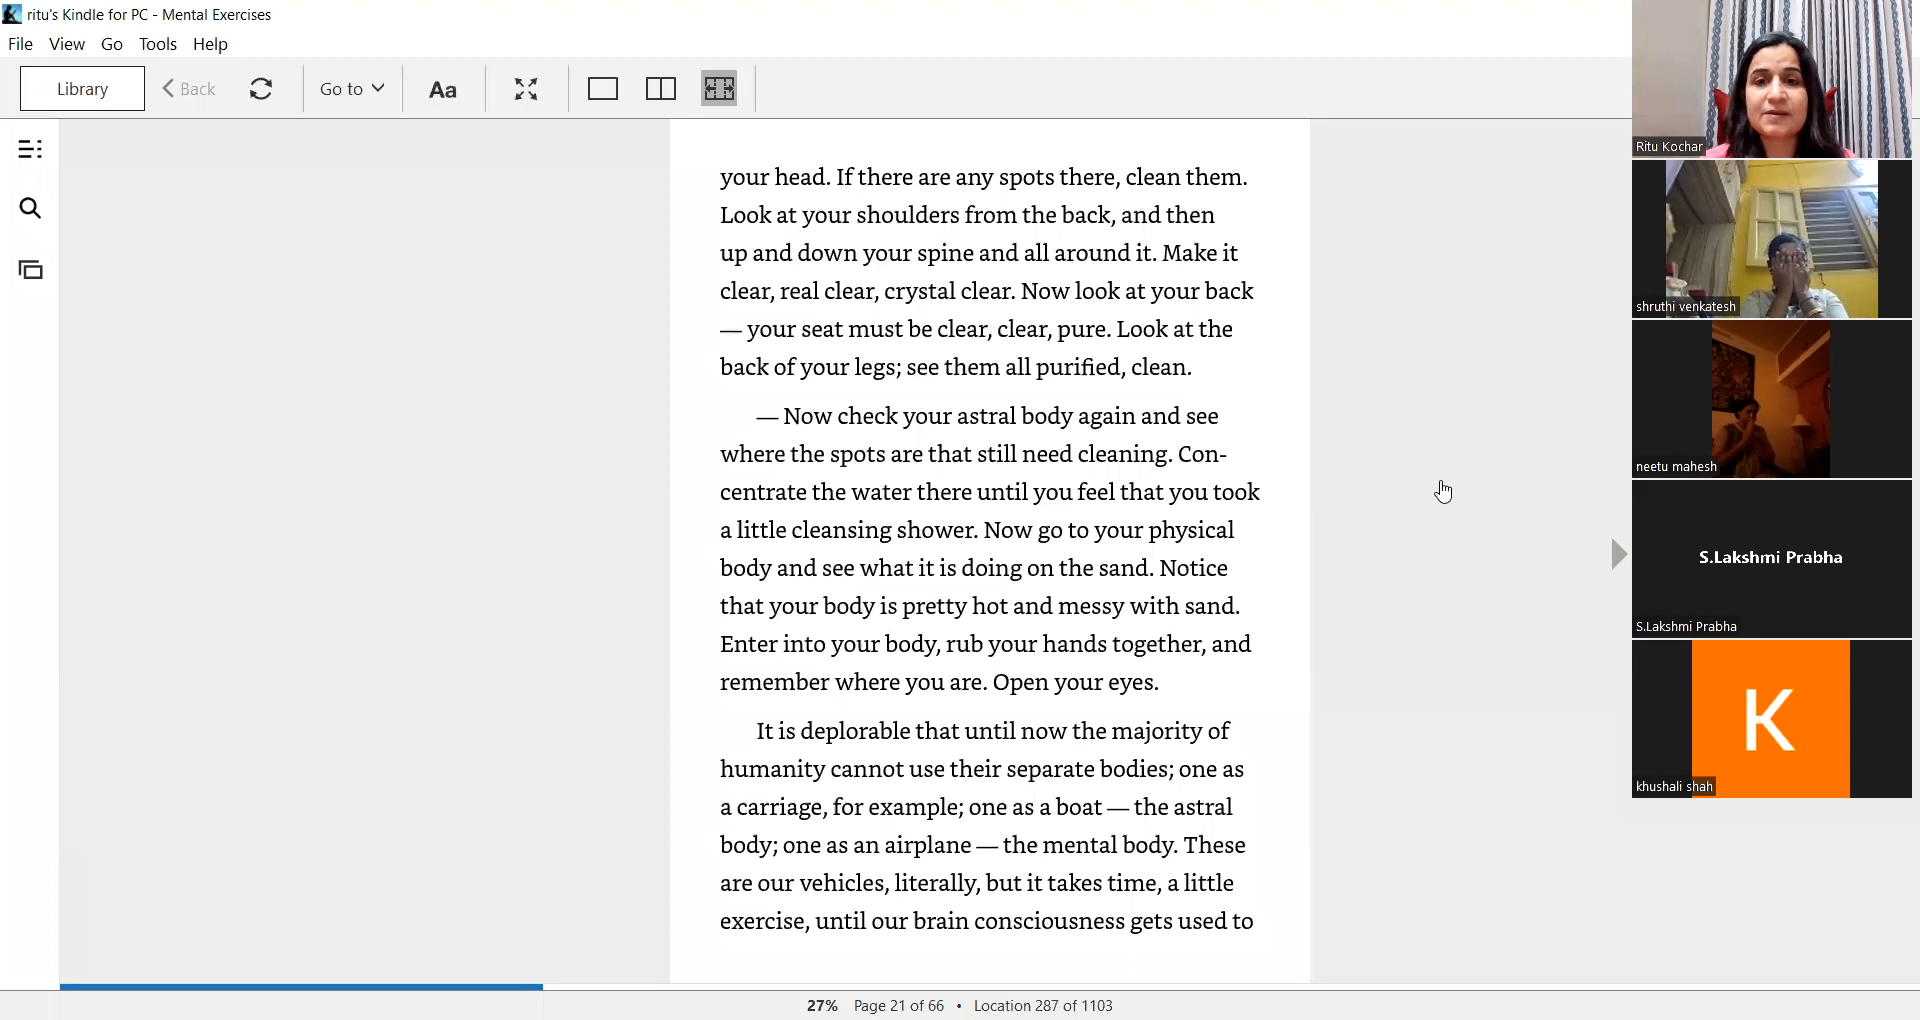 ritu's Kindle for PC - Mental Exercises
File View Go Tools Help
Library Back Go to Aa
your head. If there are any spots there, clean them.
Look at your shoulders from the back, and then
up and down your spine and all around it. Make it
clear, real clear, crystal clear. Now look at your back
— your seat must be clear, clear, pure. Look at the
back of your legs; see them all purified, clean.
— Now check your astral body again and see
where the spots are that still need cleaning. Con-
centrate the water there until you feel that you took
a little cleansing shower. Now go to your physical
body and see what it is doing on the sand. Notice
that your body is pretty hot and messy with sand.
Enter into your body, rub your hands together, and
remember where you are. Open your eyes.
It is deplorable that until now the majority of
humanity cannot use their separate bodies; one as
a carriage, for example; one as a boat — the astral
body; one as an airplane — the mental body. These
are our vehicles, literally, but it takes time, a little
exercise, until our brain consciousness gets used to
27% Page 21 of 66 • Location 287 of 1103
Ritu Kochar
shruthi venkatesh
neetu mahesh
S.Lakshmi Prabha
S.Lakshmi Prabha
K
khushali shah